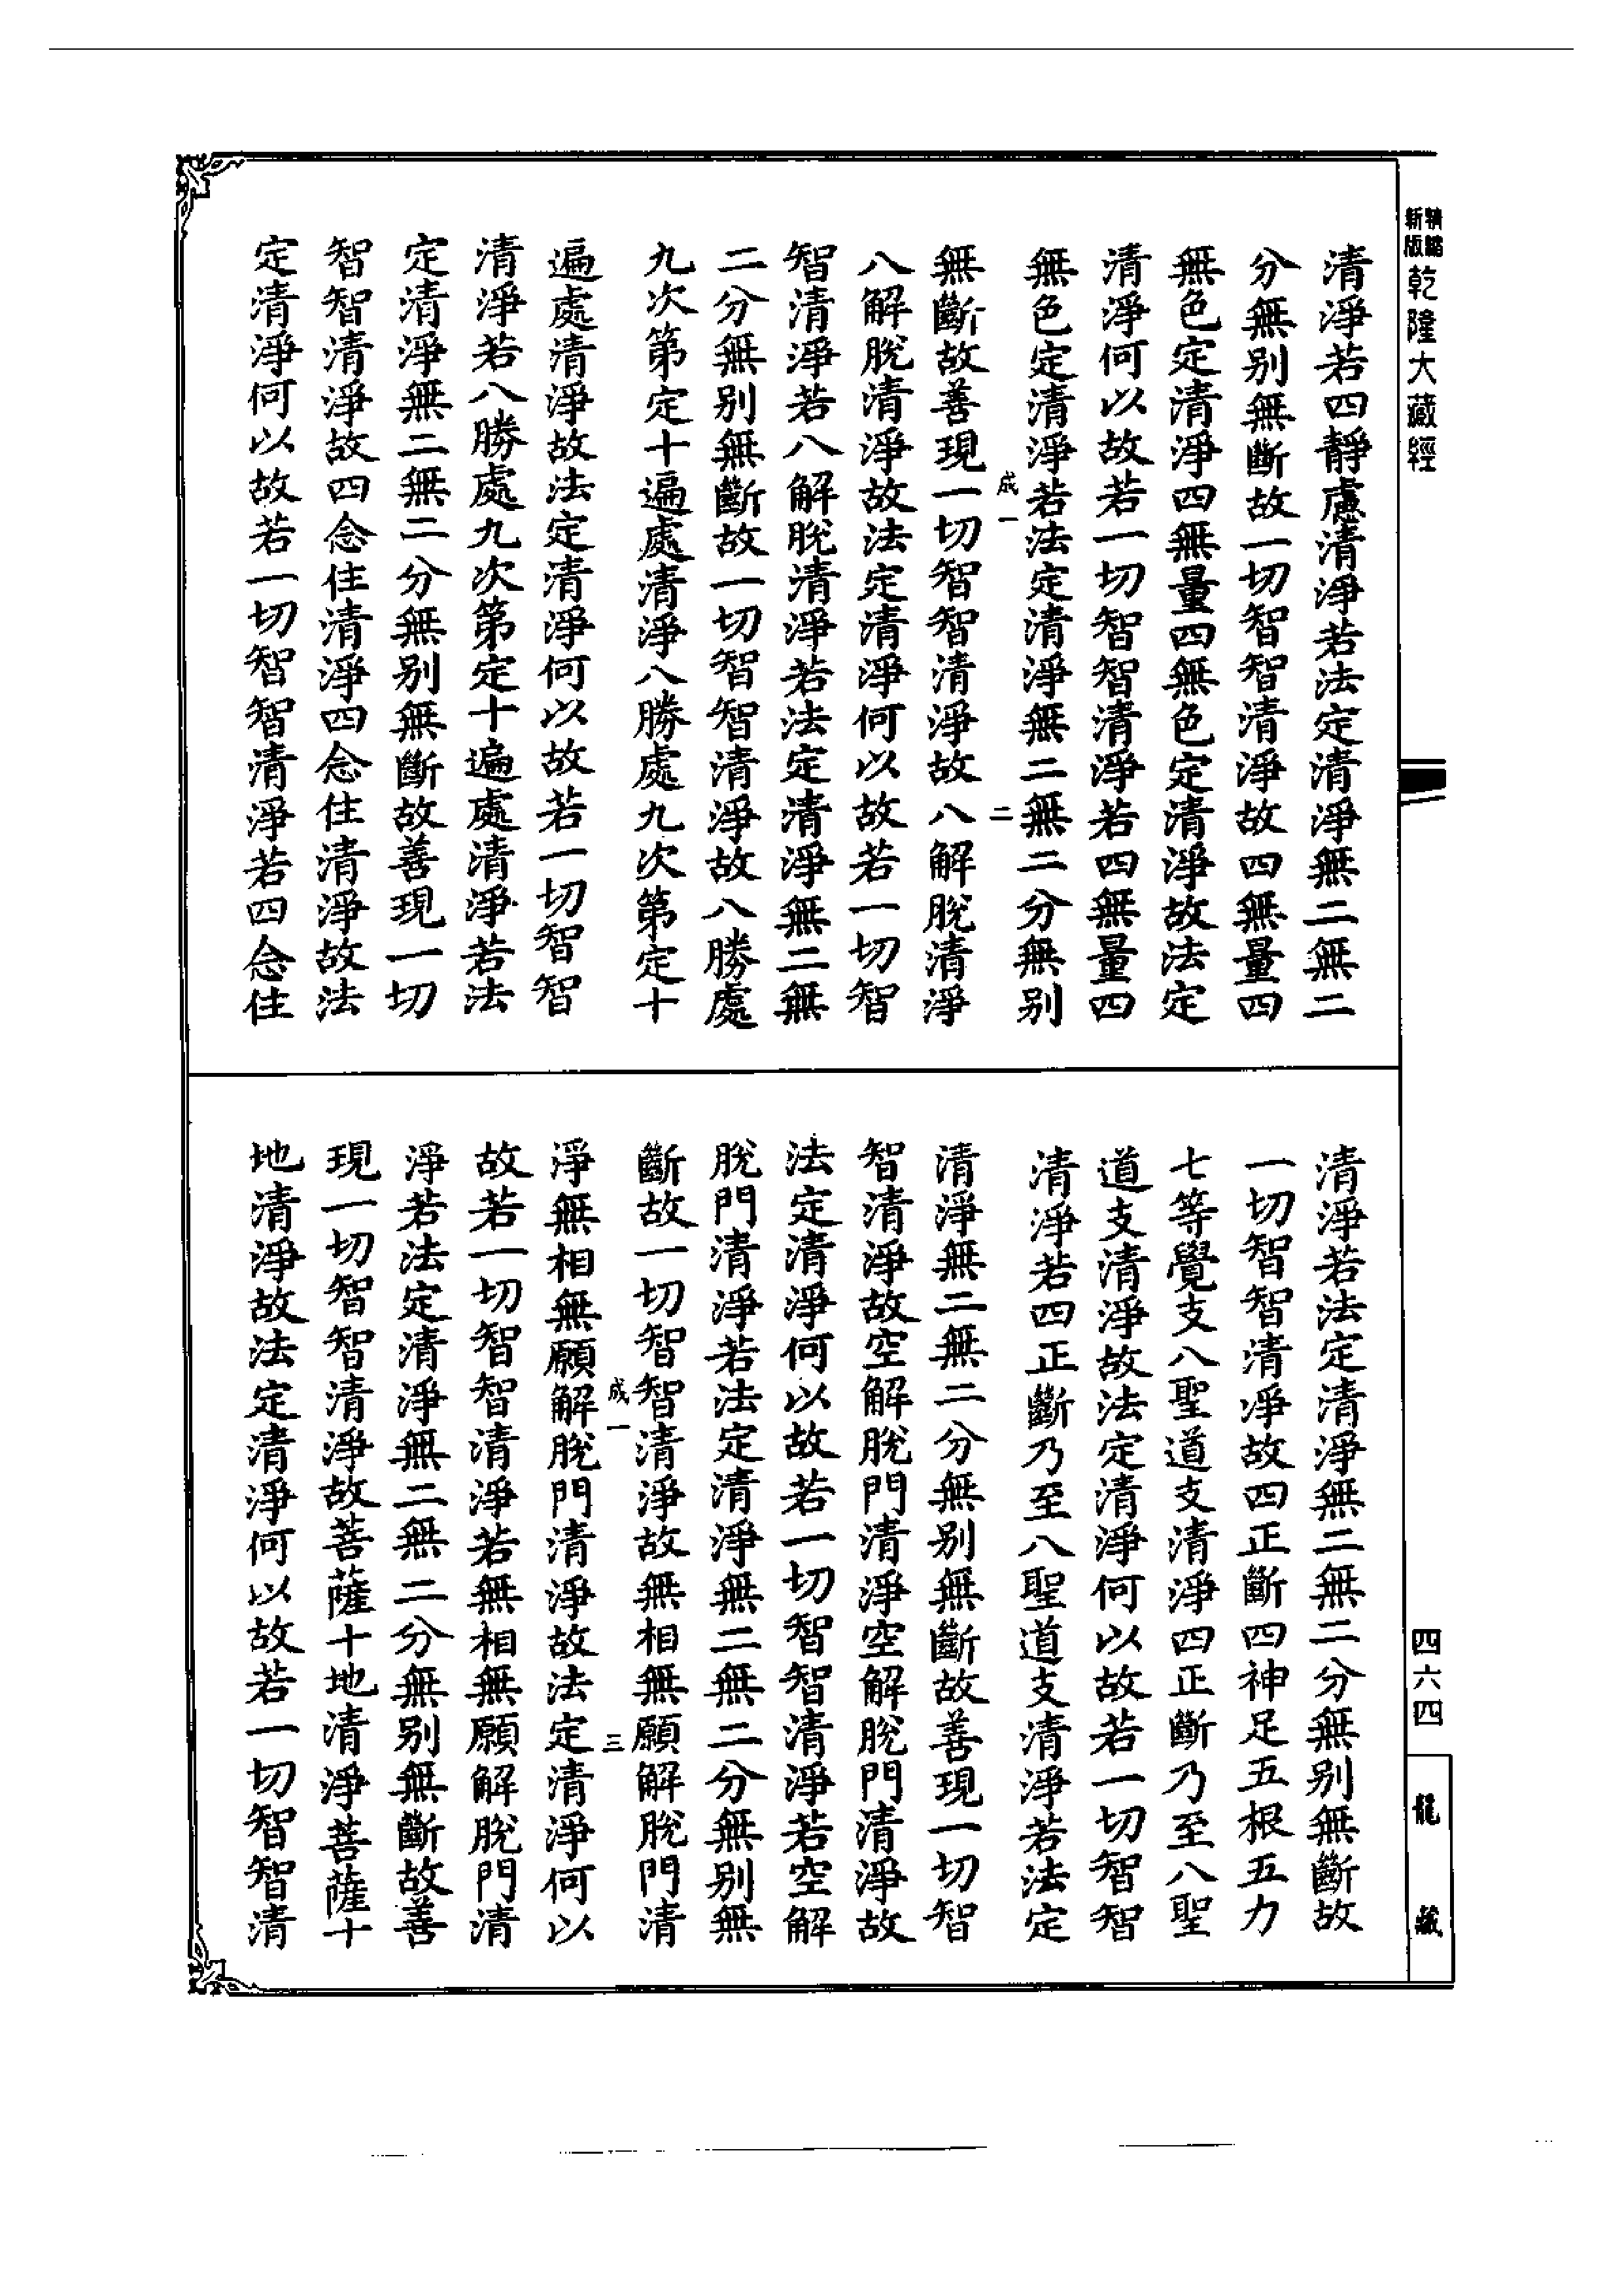 新版
精縮
乾隆大藏經
清淨若四靜慮清淨若法定清淨無二無二
分無别無斷故一切智智清淨故四無量四
無色定清淨四無量四無色定清淨故法定
清淨何以故若一切智智清淨若四無量四
無色定清淨若法定清淨無二無二分無别
成一
二
無斷故善現一切智智清淨故八解脫清淨
八解脫清淨故法定清淨何以故若一切智
智清淨若八解脫清淨若法定清淨無二無
二分無别無斷故一切智智清淨故八勝處
九次第定十遍處清淨八勝處九次第定十
遍處清淨故法定清淨何以故若一切智智
清淨若八勝處九次第定十遍處清淨若法
定清淨無二無二分無别無斷故善現一切
智智清淨故四念住清淨四念住清淨故法
定清淨何以故若一切智智清淨若四念住
清淨若法定清淨無二無二分無别無斷故
一切智智清淨故四正斷四神足五根五力
七等覺支八聖道支清淨四正斷乃至八聖
道支清淨故法定清淨何以故若一切智智
清淨若四正斷乃至八聖道支清淨若法定
清淨無二無二分無别無斷故善現一切智
智清淨故空解脫門清淨空解脫門清淨故
法定清淨何以故若一切智智清淨若空解
脫門清淨若法定清淨無二無二分無别無
斷故一切智智清淨故無相無願解脫門清
成一
三
淨無相無願解脫門清淨故法定清淨何以
故若一切智智清淨若無相無願解脫門清
淨若法定清淨無二無二分無别無斷故善
現一切智智清淨故菩薩十地清淨菩薩十
地清淨故法定清淨何以故若一切智智清
四六四
龍藏